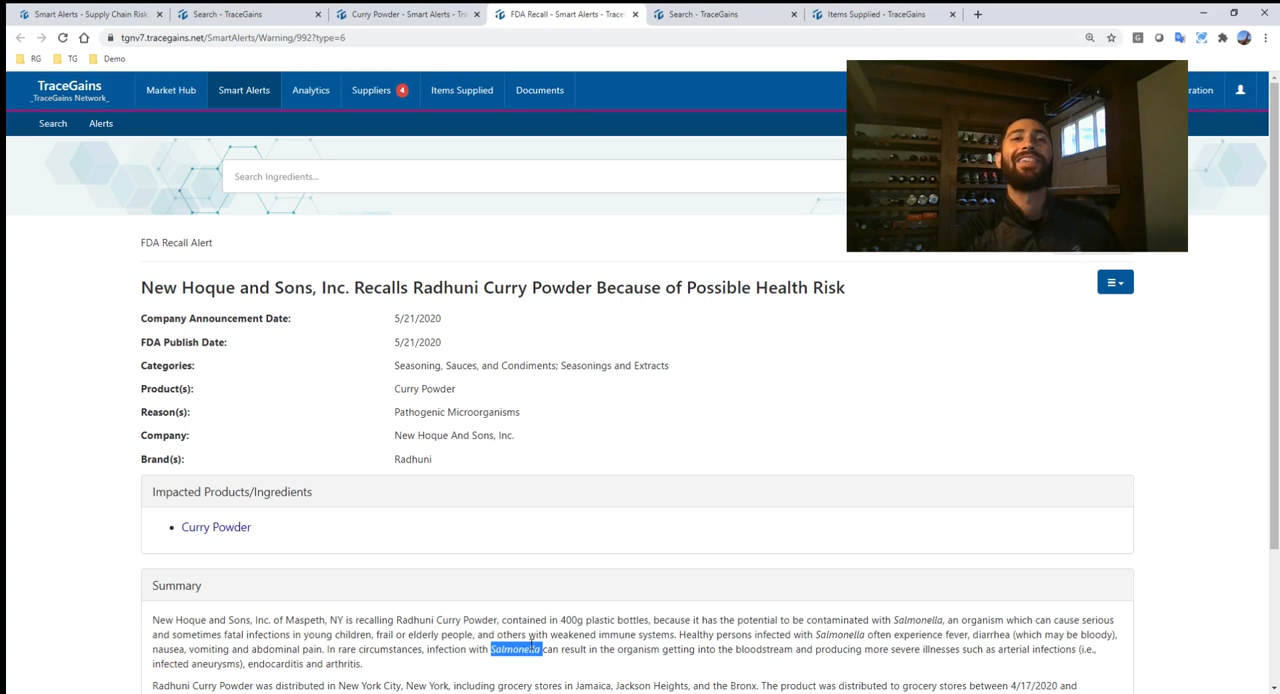 Smart Alerts - Supply Chain Risk
Search - TraceGains
Curry Powder - Smart Alerts - Tra
FDA Recall - Smart Alerts - Trace
Search - TraceGains
Items Supplied - TraceGains
tgnv7.tracegains.net/SmartAlerts/Warning/992?type=6
RG TG Demo
TraceGains
_TraceGains Network_
Market Hub Smart Alerts Analytics Suppliers 4 Items Supplied Documents ration
Search Alerts
Search Ingredients...
FDA Recall Alert
New Hoque and Sons, Inc. Recalls Radhuni Curry Powder Because of Possible Health Risk
Company Announcement Date: 5/21/2020
FDA Publish Date: 5/21/2020
Categories: Seasoning, Sauces, and Condiments; Seasonings and Extracts
Product(s): Curry Powder
Reason(s): Pathogenic Microorganisms
Company: New Hoque And Sons, Inc.
Brand(s): Radhuni
Impacted Products/Ingredients
• Curry Powder
Summary
New Hoque and Sons, Inc. of Maspeth, NY is recalling Radhuni Curry Powder, contained in 400g plastic bottles, because it has the potential to be contaminated with Salmonella, an organism which can cause serious
and sometimes fatal infections in young children, frail or elderly people, and others with weakened immune systems. Healthy persons infected with Salmonella often experience fever, diarrhea (which may be bloody),
nausea, vomiting and abdominal pain. In rare circumstances, infection with Salmonella can result in the organism getting into the bloodstream and producing more severe illnesses such as arterial infections (i.e.,
infected aneurysms), endocarditis and arthritis.
Radhuni Curry Powder was distributed in New York City, New York, including grocery stores in Jamaica, Jackson Heights, and the Bronx. The product was distributed to grocery stores between 4/17/2020 and